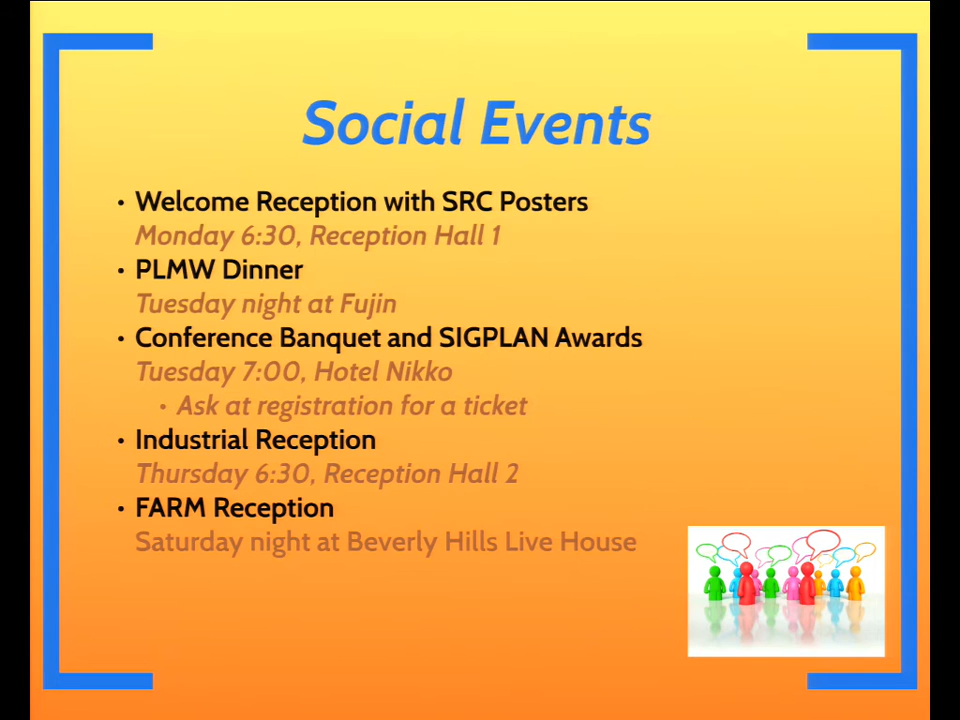 Social Events
• Welcome Reception with SRC Posters
Monday 6:30, Reception Hall 1
• PLMW Dinner
Tuesday night at Fujin
• Conference Banquet and SIGPLAN Awards
Tuesday 7:00, Hotel Nikko
• Ask at registration for a ticket
• Industrial Reception
Thursday 6:30, Reception Hall 2
• FARM Reception
Saturday night at Beverly Hills Live House